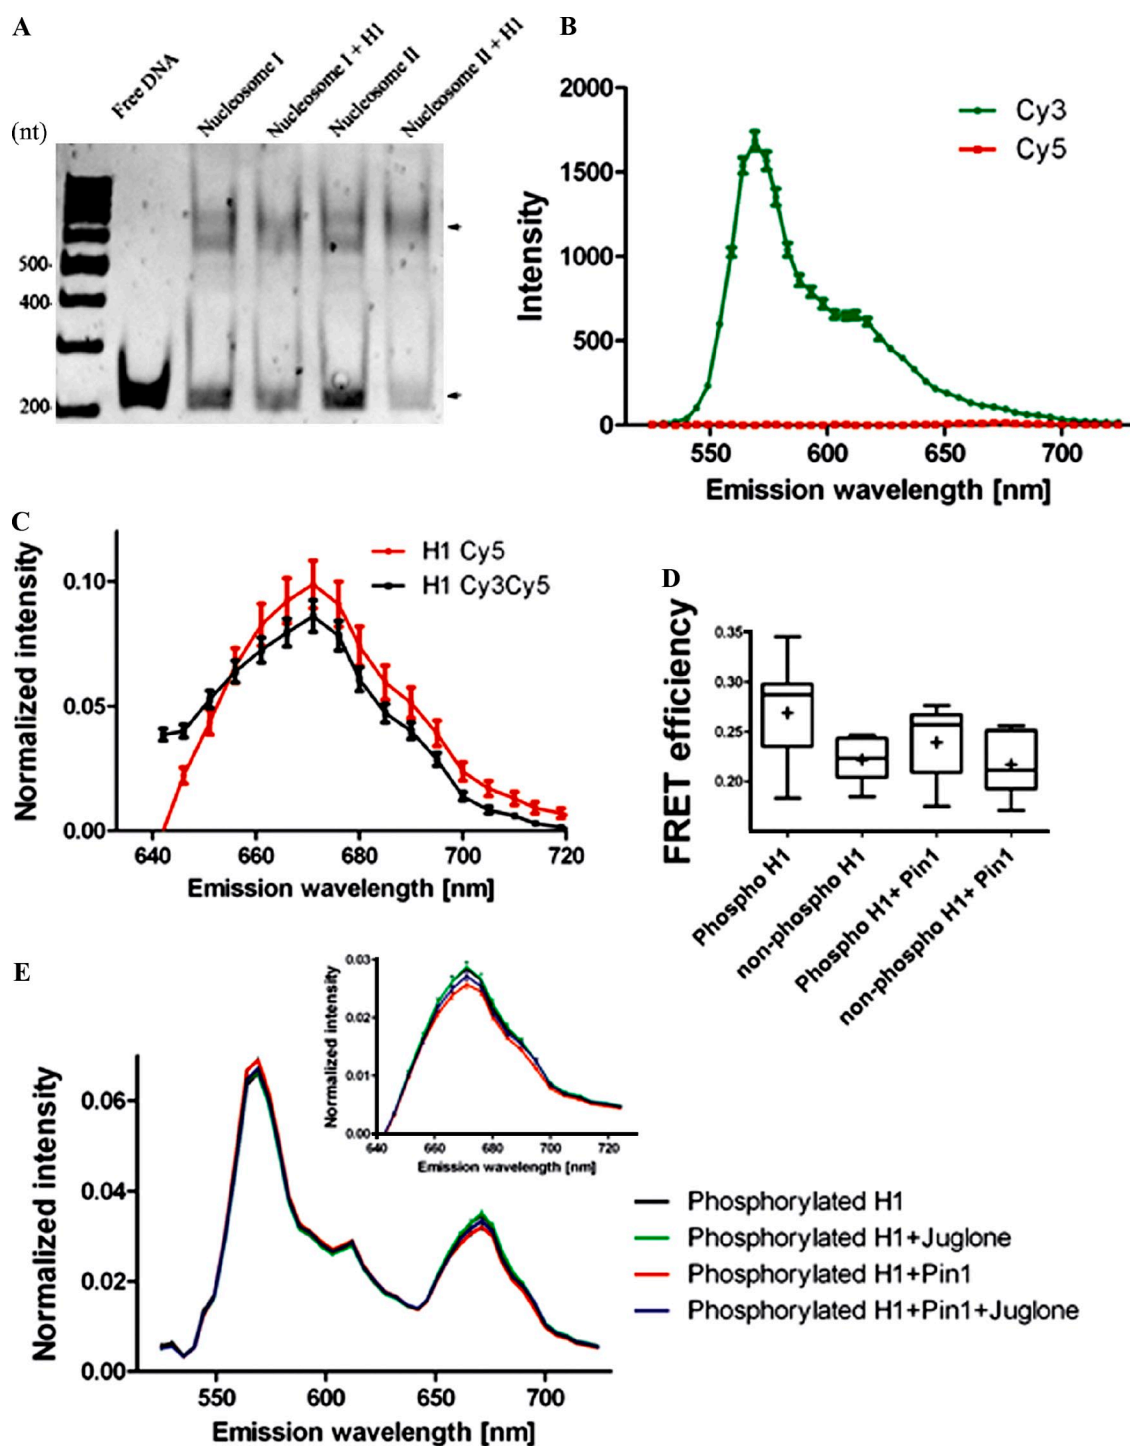 A
Free DNA
Nucleosome I
Nucleosome I + H1
Nucleosome II
Nucleosome II + H1
(nt)
500
400
200
B
2000
1500
1000
500
0
Intensity
Cy3
Cy5
550
600
650
700
Emission wavelength [nm]
C
Normalized intensity
0.10
0.05
0.00
H1 Cy5
H1 Cy3Cy5
640
660
680
700
720
Emission wavelength [nm]
D
FRET efficiency
0.35
0.30
0.25
0.20
Phospho H1
non-phospho H1
Phospho H1+ Pin1
non-phospho H1+ Pin1
E
Normalized intensity
0.03
0.02
0.01
0.00
640
660
680
700
720
Emission wavelength [nm]
Normalized intensity
0.06
0.04
0.02
0.00
550
600
650
700
Emission wavelength [nm]
Phosphorylated H1
Phosphorylated H1+Juglone
Phosphorylated H1+Pin1
Phosphorylated H1+Pin1+Juglone